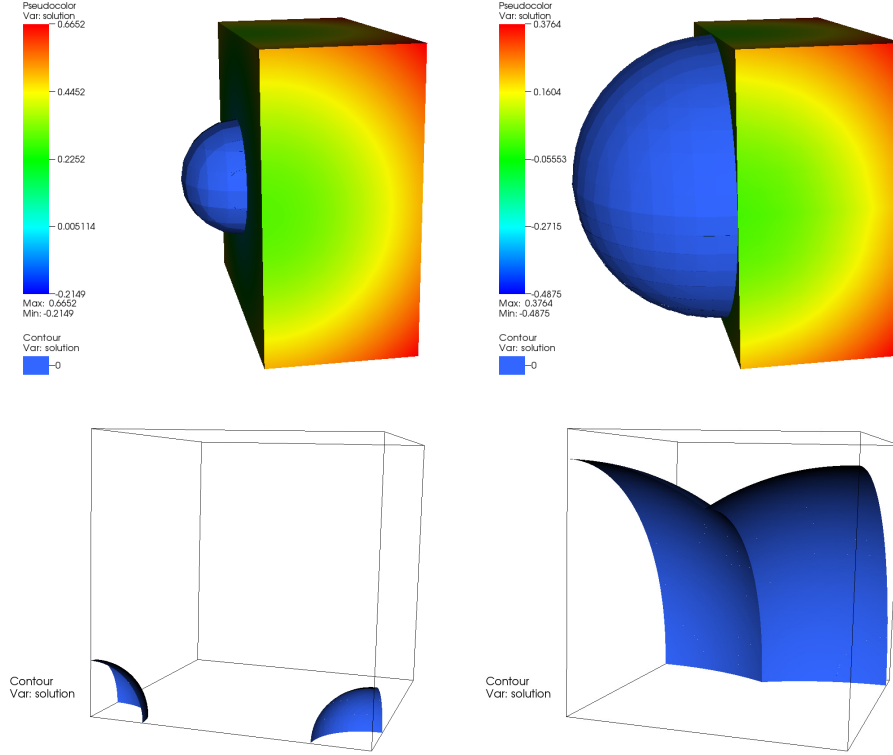 Pseudocolor
Var: solution
0.6652
0.4452
0.2252
0.005114
-0.2149
Max: 0.6652
Min: -0.2149
Contour
Var: solution
0
Pseudocolor
Var: solution
0.3764
0.1604
-0.05553
-0.2715
-0.4875
Max: 0.3764
Min: -0.4875
Contour
Var: solution
0
Contour
Var: solution
Contour
Var: solution